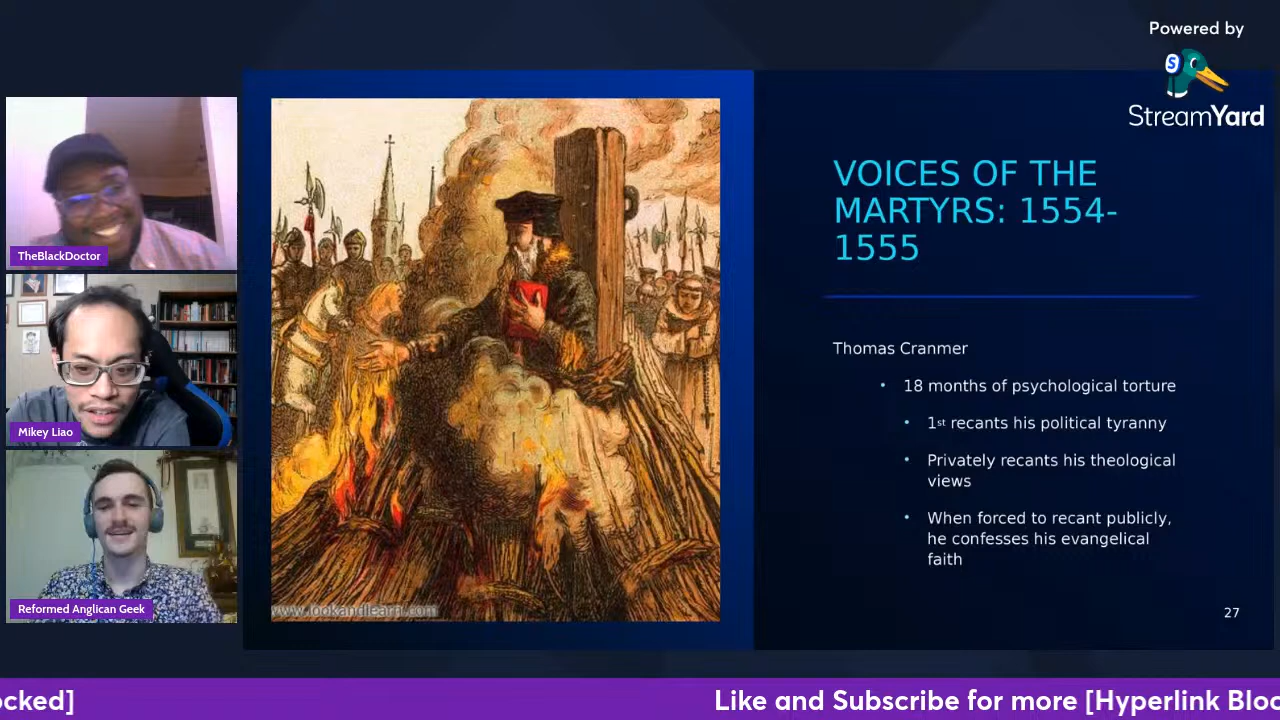 Powered by
StreamYard
TheBlackDoctor
Mikey Liao
Reformed Anglican Geek
www.lookandlearn.com
VOICES OF THE
MARTYRS: 1554-
1555
Thomas Cranmer
• 18 months of psychological torture
• 1st recants his political tyranny
• Privately recants his theological
views
• When forced to recant publicly,
he confesses his evangelical
faith
27
ocked]
Like and Subscribe for more [Hyperlink Bloc